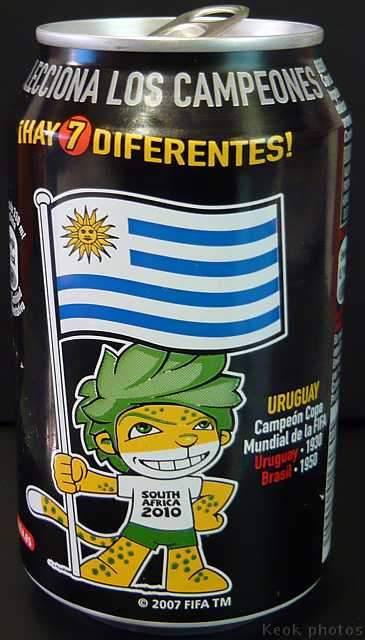 LECCIONA LOS CAMPEONES
¡HAY 7 DIFERENTES!
URUGUAY
Campeón Copa
Mundial de la FIFA
Uruguay • 1930
Brasil • 1950
SOUTH
AFRICA
2010
© 2007 FIFA TM
Keok photos